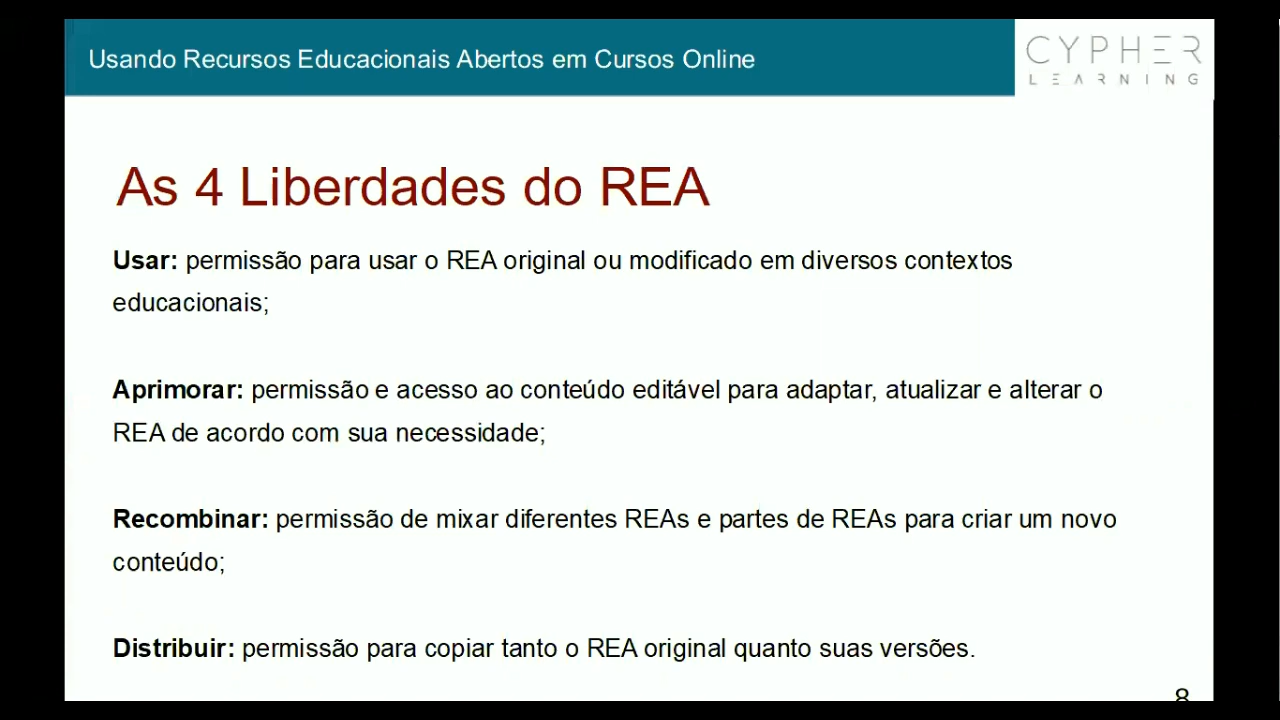 Usando Recursos Educacionais Abertos em Cursos Online
CYPHER
LEARNING
As 4 Liberdades do REA
Usar: permissão para usar o REA original ou modificado em diversos contextos
educacionais;
Aprimorar: permissão e acesso ao conteúdo editável para adaptar, atualizar e alterar o
REA de acordo com sua necessidade;
Recombinar: permissão de mixar diferentes REAs e partes de REAs para criar um novo
conteúdo;
Distribuir: permissão para copiar tanto o REA original quanto suas versões.
8